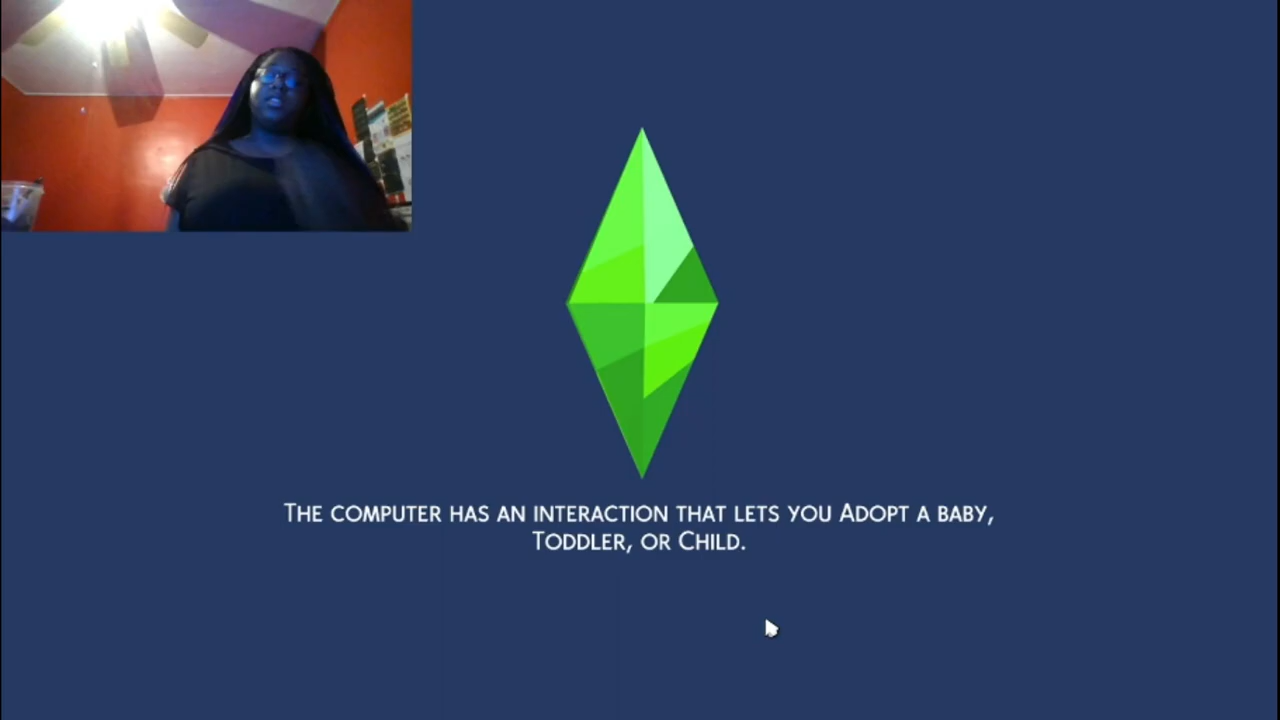 The computer has an interaction that lets you Adopt a baby,
Toddler, or Child.